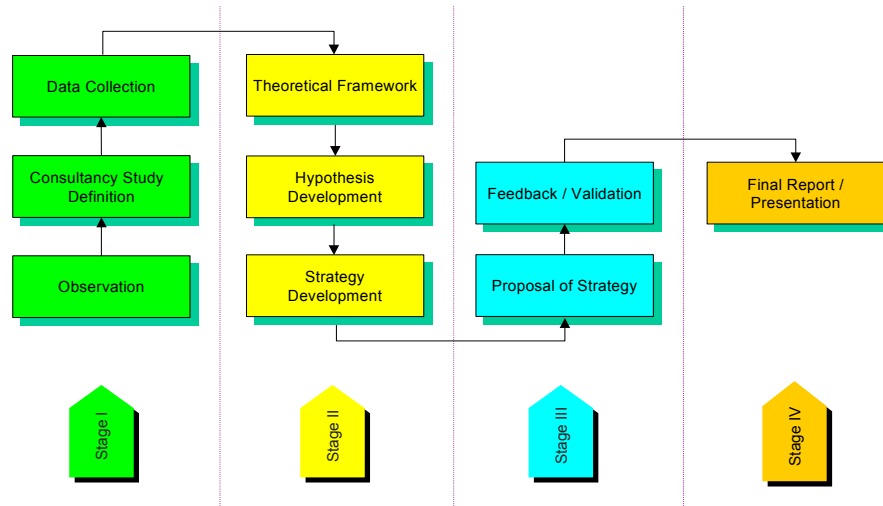 Data Collection
Consultancy Study
Definition
Observation
Theoretical Framework
Hypothesis
Development
Strategy
Development
Feedback / Validation
Proposal of Strategy
Final Report /
Presentation
Stage I
Stage II
Stage III
Stage IV